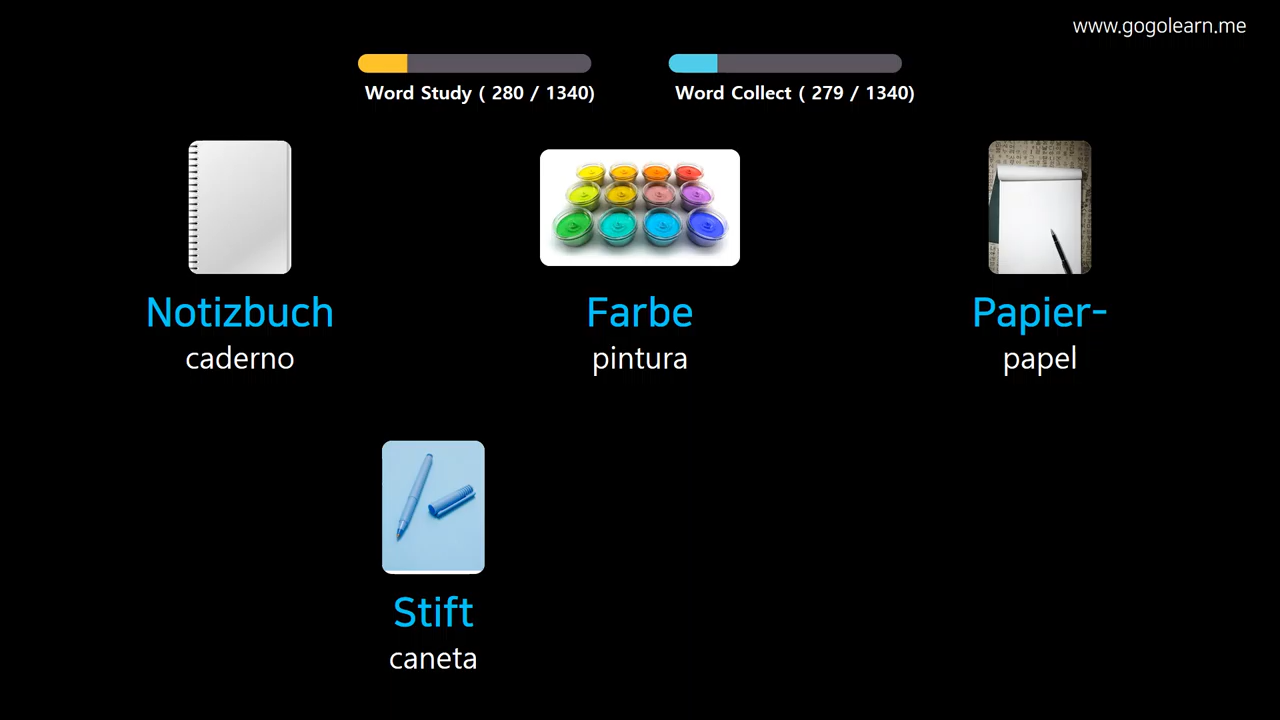 www.gogolearn.me
Word Study ( 280 / 1340)
Word Collect ( 279 / 1340)
Notizbuch
caderno
Farbe
pintura
Papier-
papel
Stift
caneta